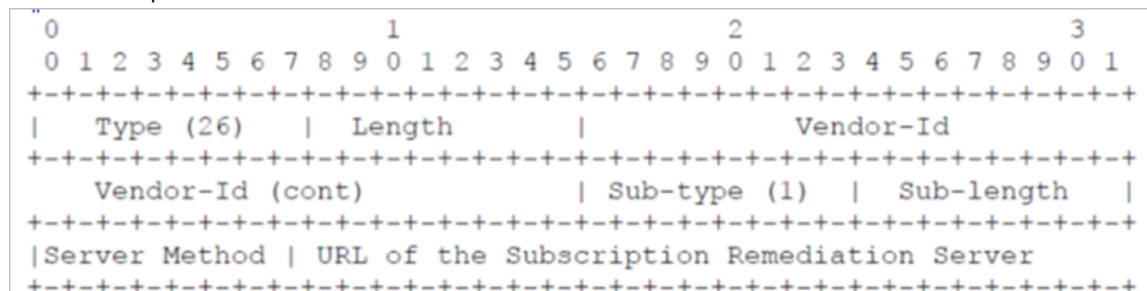 0                   1                   2                   3
0 1 2 3 4 5 6 7 8 9 0 1 2 3 4 5 6 7 8 9 0 1 2 3 4 5 6 7 8 9 0 1
+-+-+-+-+-+-+-+-+-+-+-+-+-+-+-+-+-+-+-+-+-+-+-+-+-+-+-+-+-+-+-+
|   Type (26)   |  Length       |            Vendor-Id
+-+-+-+-+-+-+-+-+-+-+-+-+-+-+-+-+-+-+-+-+-+-+-+-+-+-+-+-+-+-+-+
    Vendor-Id (cont)            | Sub-type (1)  |  Sub-length   |
+-+-+-+-+-+-+-+-+-+-+-+-+-+-+-+-+-+-+-+-+-+-+-+-+-+-+-+-+-+-+-+
|Server Method | URL of the Subscription Remediation Server
+-+-+-+-+-+-+-+-+-+-+-+-+-+-+-+-+-+-+-+-+-+-+-+-+-+-+-+-+-+-+-+